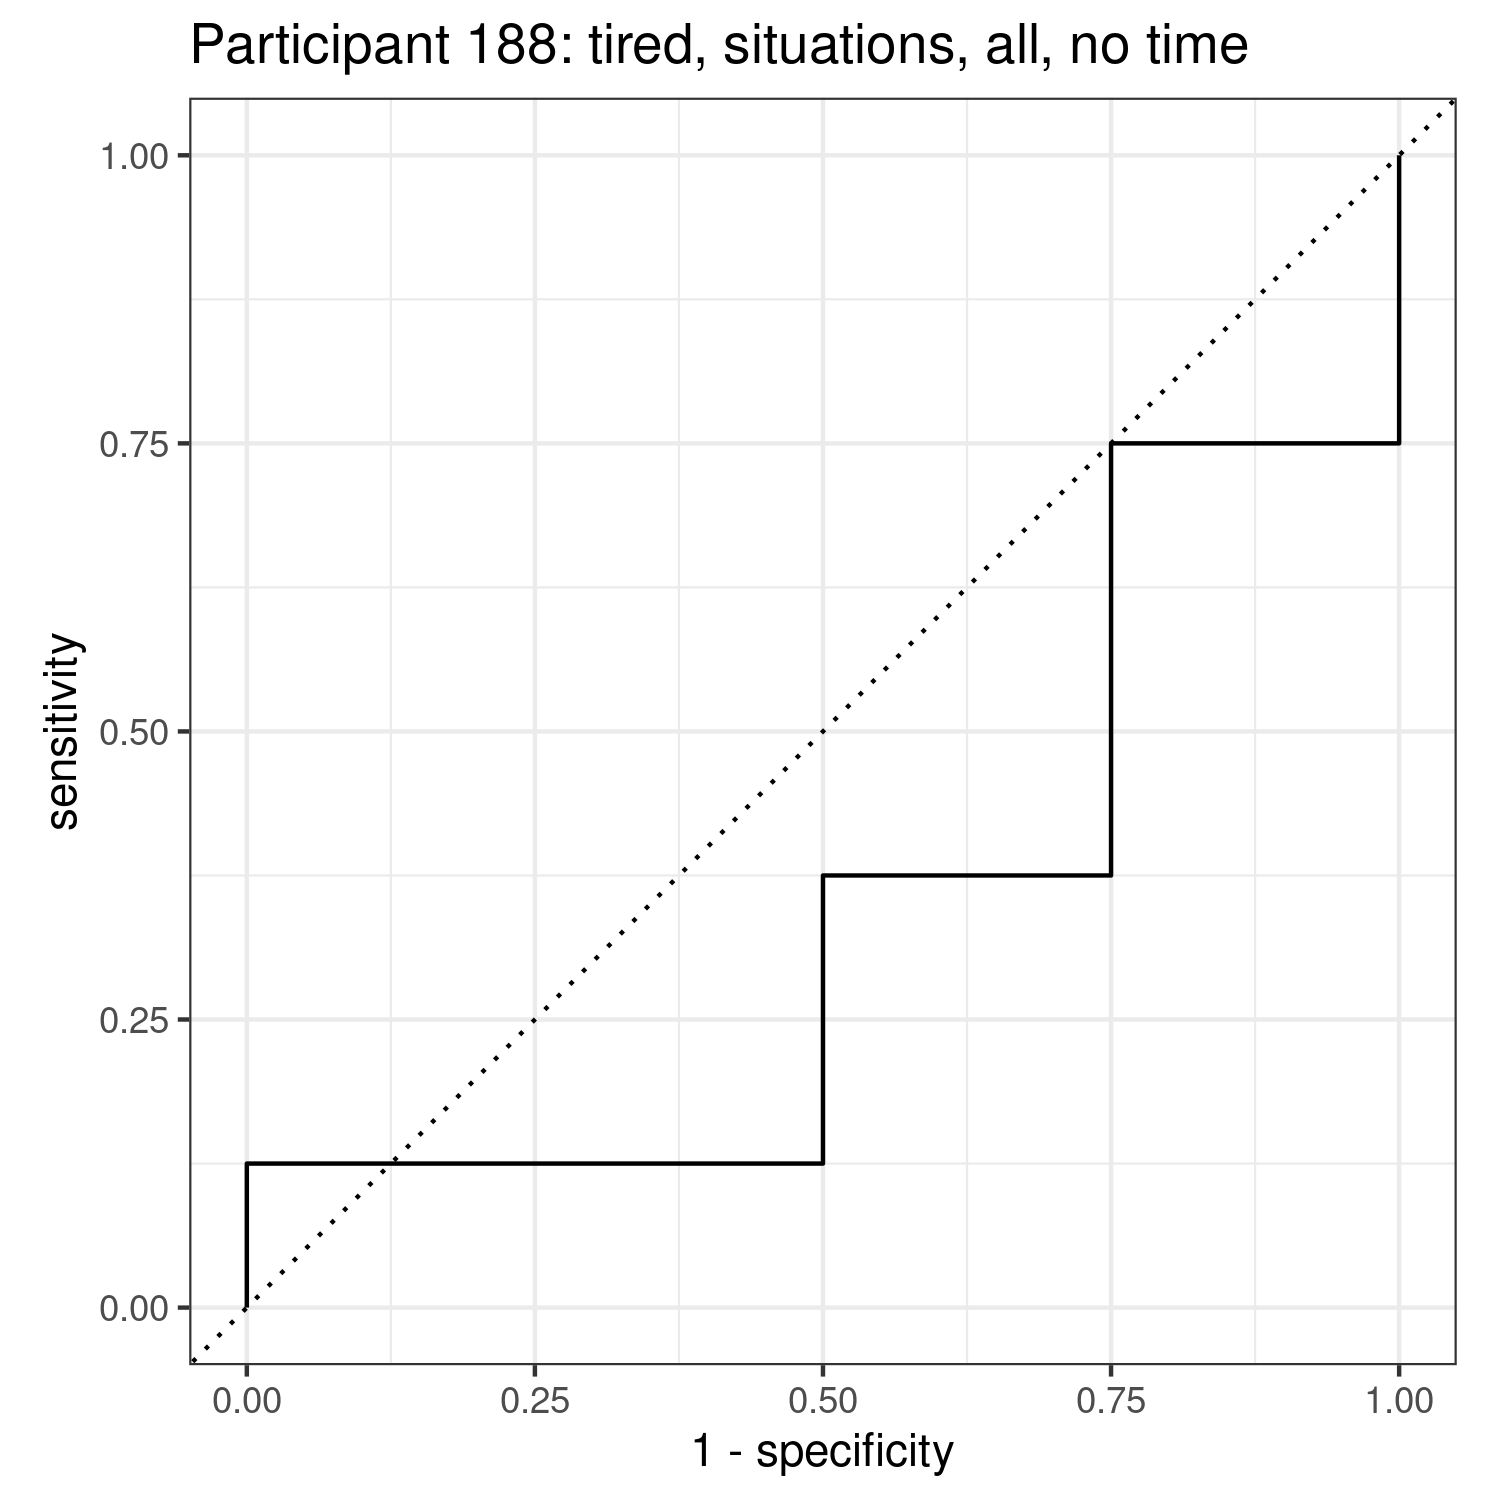 Participant 188: tired, situations, all, no time
1.00
0.75
0.50
0.25
0.00
sensitivity
0.00 0.25 0.50 0.75 1.00
1 - specificity